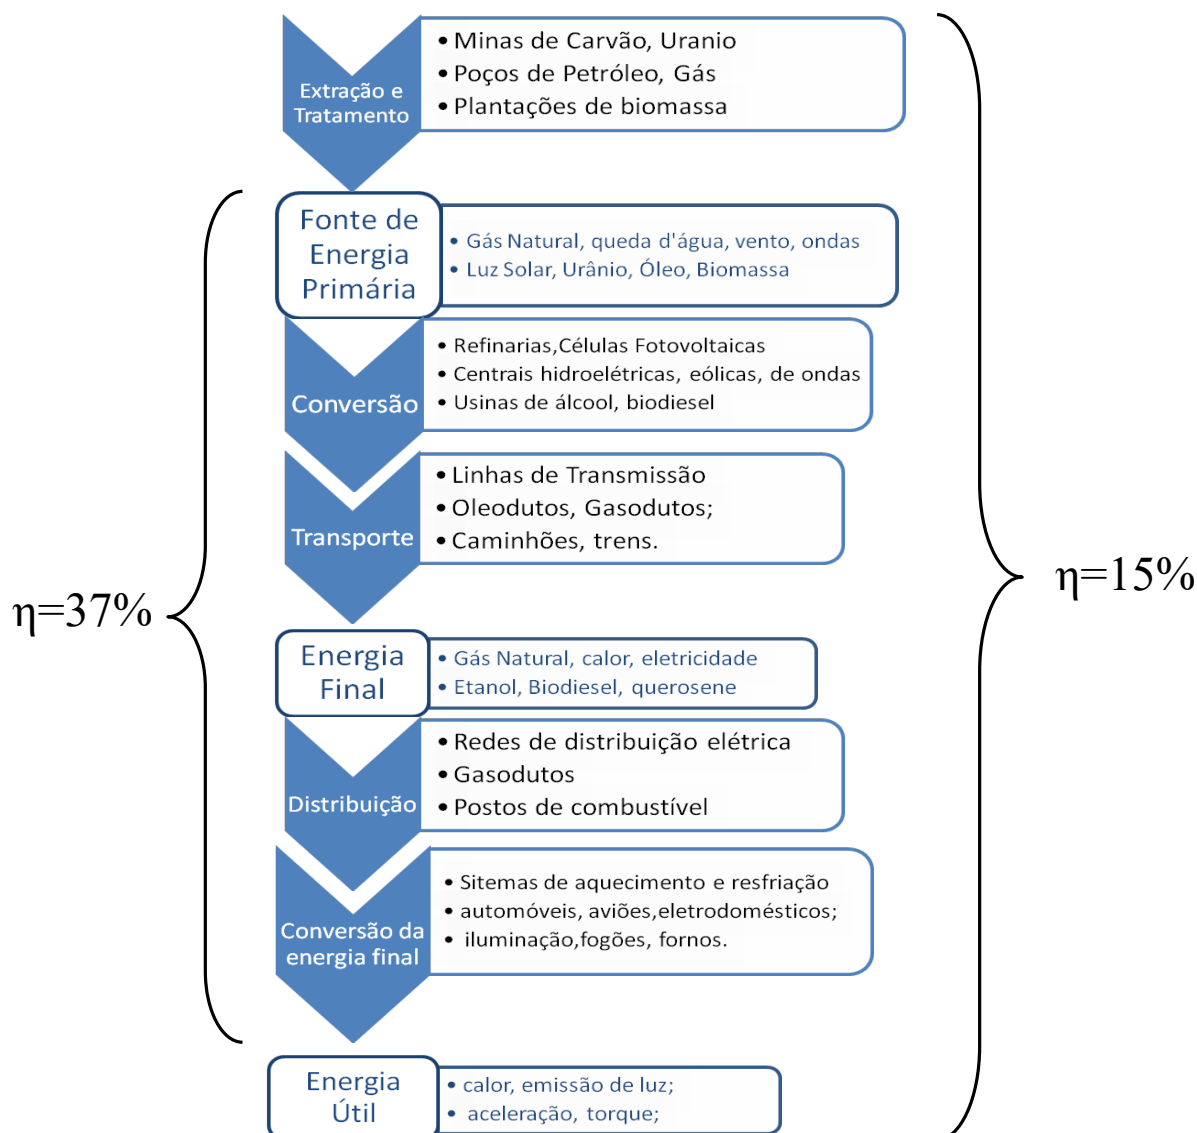 Extração e
Tratamento
• Minas de Carvão, Uranio
• Poços de Petróleo, Gás
• Plantações de biomassa
Fonte de
Energia
Primária
• Gás Natural, queda d'água, vento, ondas
• Luz Solar, Urânio, Óleo, Biomassa
Conversão
• Refinarias,Células Fotovoltaicas
• Centrais hidroelétricas, eólicas, de ondas
• Usinas de álcool, biodiesel
Transporte
• Linhas de Transmissão
• Oleodutos, Gasodutos;
• Caminhões, trens.
η=37%
η=15%
Energia
Final
• Gás Natural, calor, eletricidade
• Etanol, Biodiesel, querosene
Distribuição
• Redes de distribuição elétrica
• Gasodutos
• Postos de combustível
Conversão da
energia final
• Sitemas de aquecimento e resfriação
• automóveis, aviões,eletrodomésticos;
• iluminação,fogões, fornos.
Energia
Útil
• calor, emissão de luz;
• aceleração, torque;